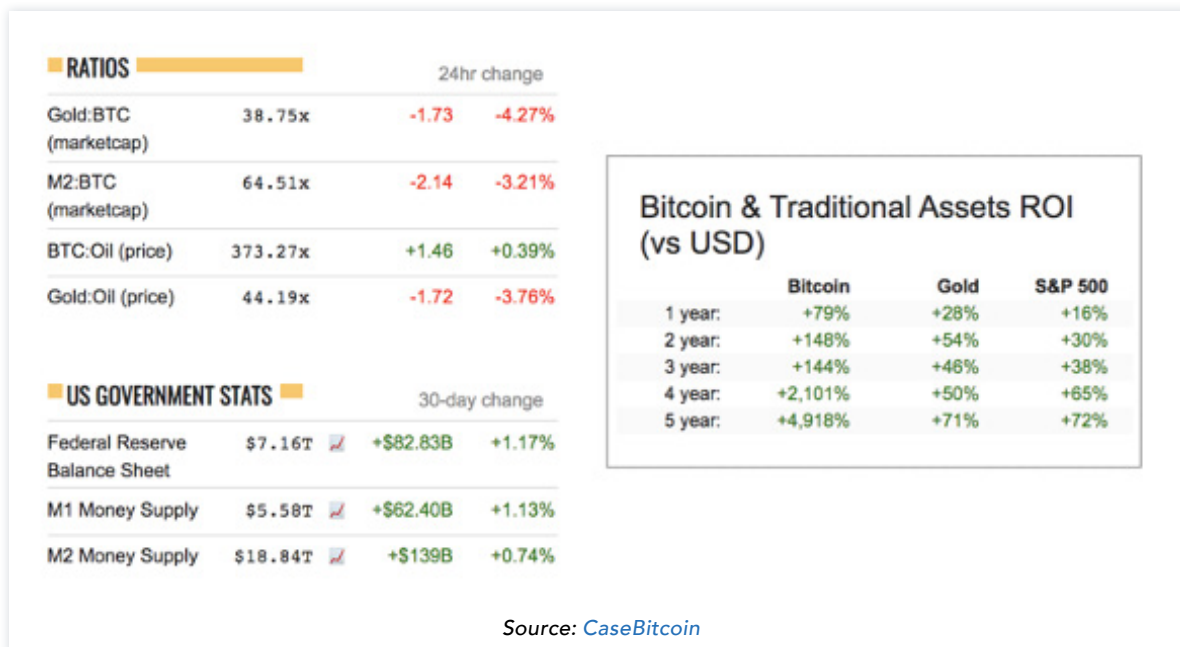 RATIOS
24hr change
Gold:BTC 38.75x -1.73 -4.27%
(marketcap)
M2:BTC 64.51x -2.14 -3.21%
(marketcap)
BTC:Oil (price) 373.27x +1.46 +0.39%
Gold:Oil (price) 44.19x -1.72 -3.76%
US GOVERNMENT STATS
30-day change
Federal Reserve $7.16T +$82.83B +1.17%
Balance Sheet
M1 Money Supply $5.58T +$62.40B +1.13%
M2 Money Supply $18.84T +$139B +0.74%
Bitcoin & Traditional Assets ROI
(vs USD)
Bitcoin Gold S&P 500
1 year: +79% +28% +16%
2 year: +148% +54% +30%
3 year: +144% +46% +38%
4 year: +2,101% +50% +65%
5 year: +4,918% +71% +72%
Source: CaseBitcoin